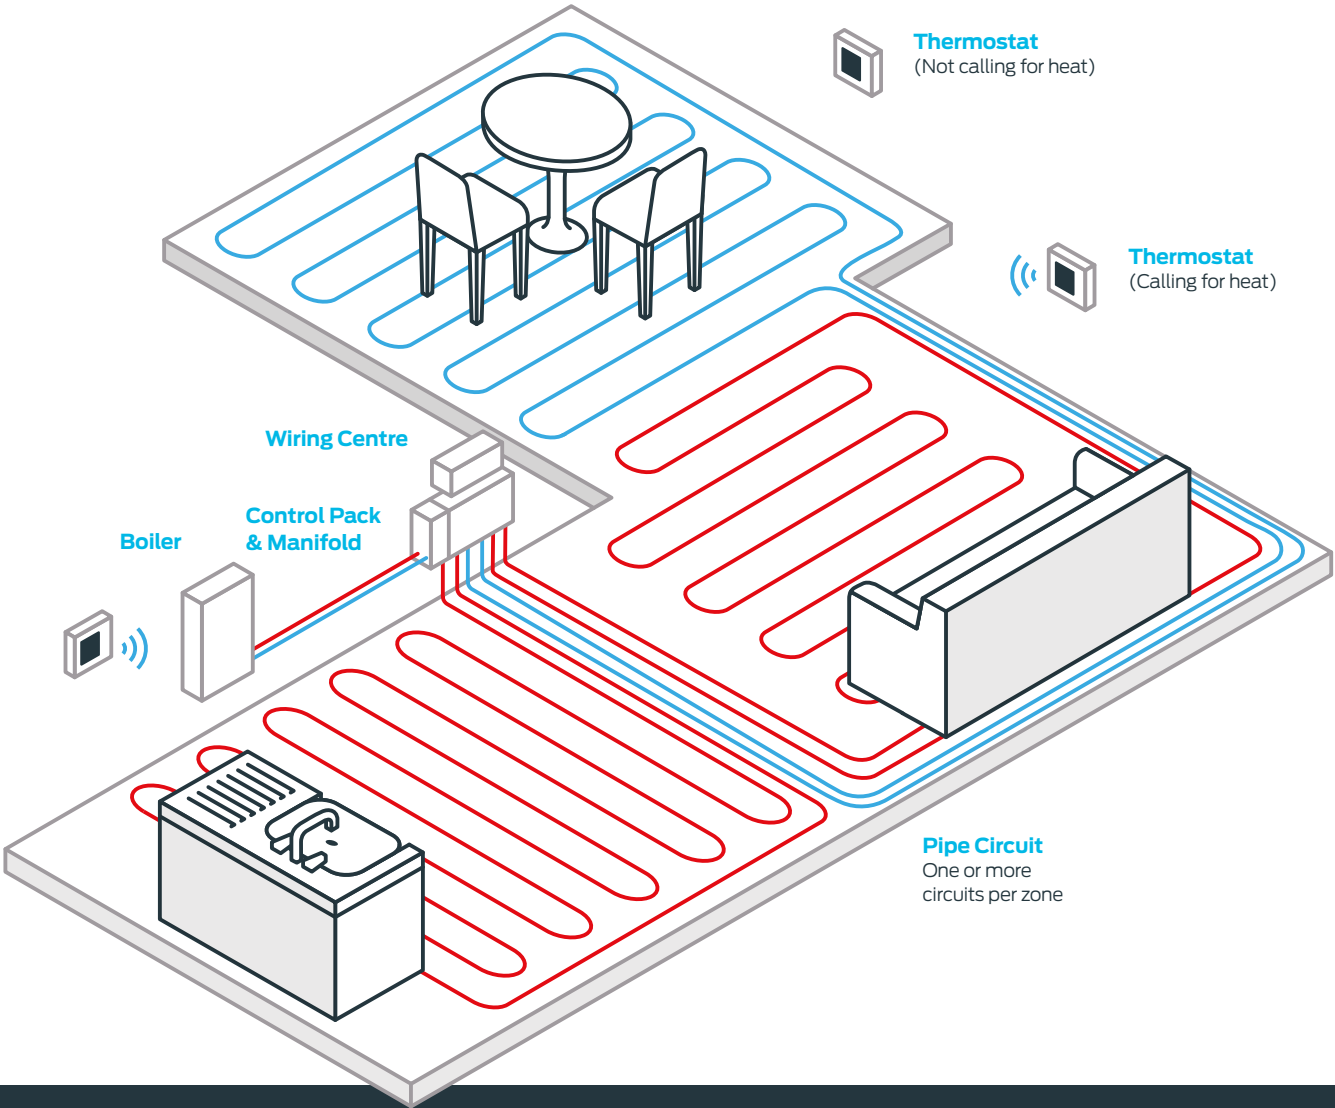 Thermostat
(Not calling for heat)
Thermostat
(Calling for heat)
Wiring Centre
Control Pack
& Manifold
Boiler
Pipe Circuit
One or more
circuits per zone